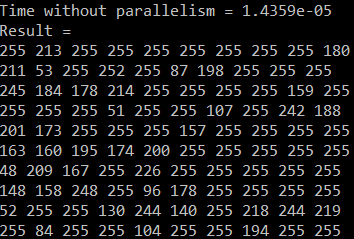 Time without parallelism = 1.4359e-05
Result =
255 213 255 255 255 255 255 255 255 180
211 53 255 252 255 87 198 255 255 255
245 184 178 214 255 255 255 255 159 255
255 255 255 51 255 255 107 255 242 188
201 173 255 255 255 157 255 255 255 255
163 160 195 174 200 255 255 255 255 255
48 209 167 255 226 255 255 255 255 255
148 158 248 255 96 178 255 255 255 255
52 255 255 130 244 140 255 218 244 219
255 84 255 255 104 255 255 194 255 255